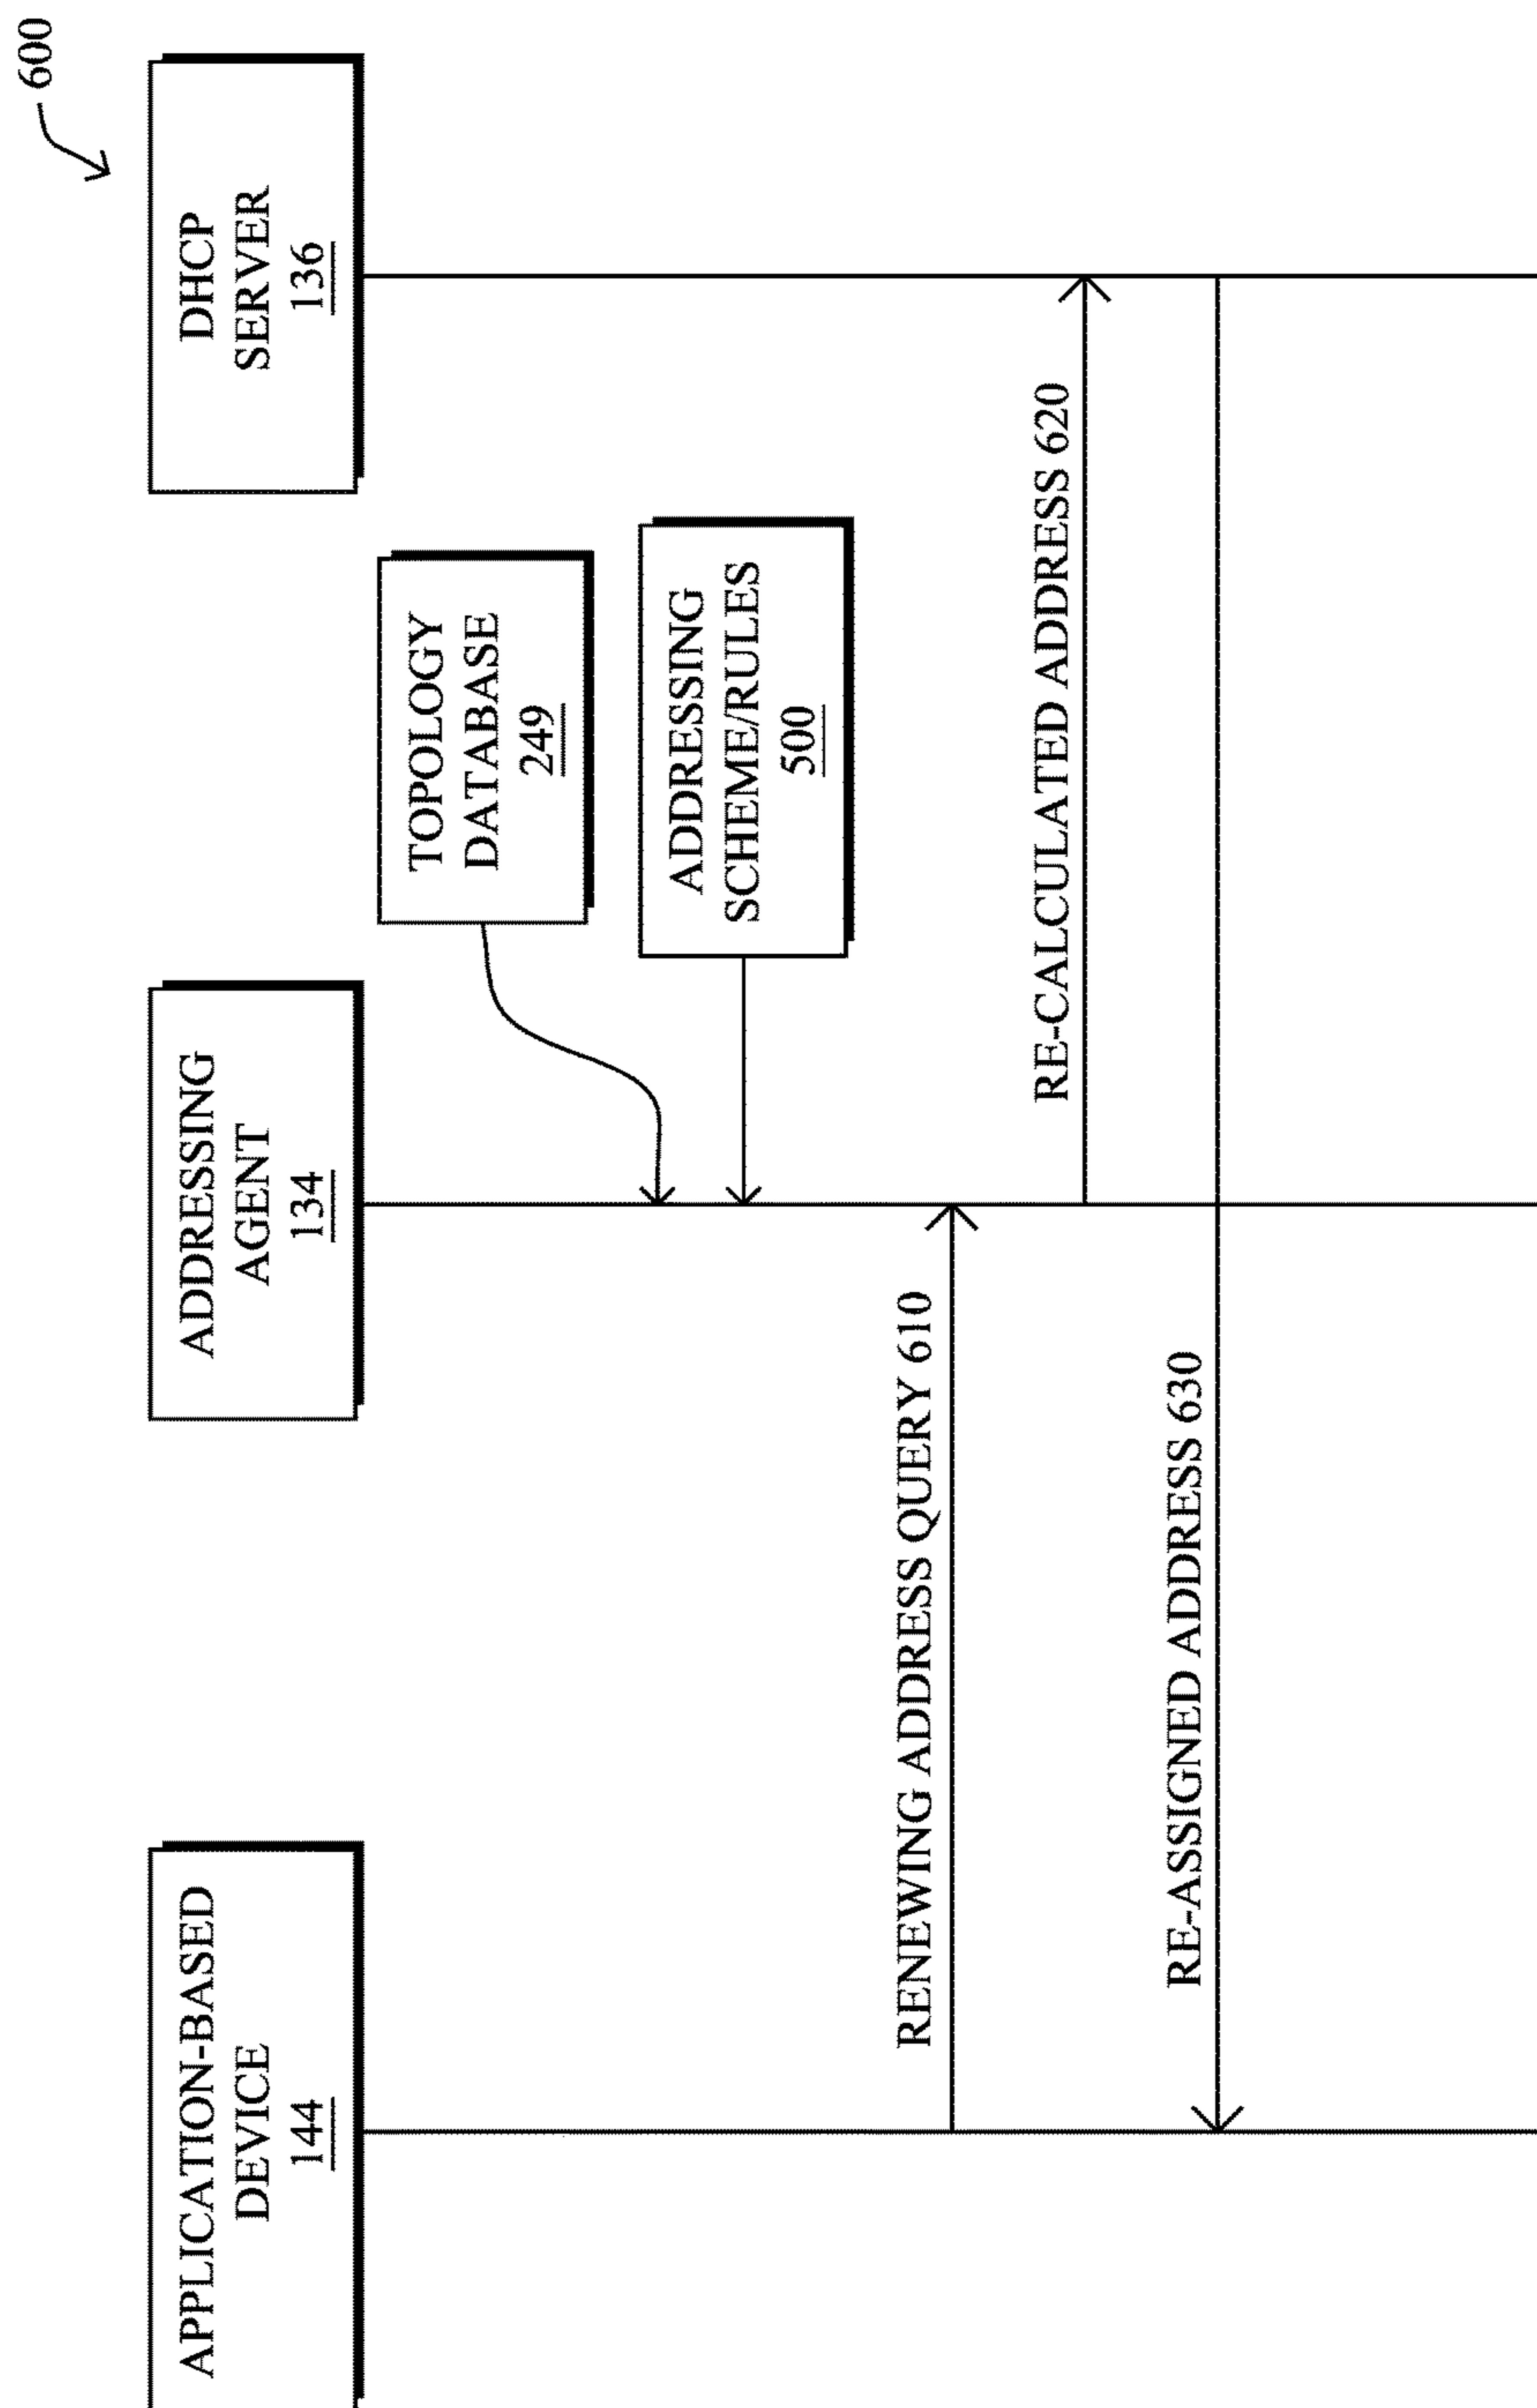 600
APPLICATION-BASED
DEVICE
144
ADDRESSING
AGENT
134
DHCP
SERVER
136
TOPOLOGY
DATABASE
249
ADDRESSING
SCHEME/RULES
500
RENEWING ADDRESS QUERY 610
RE-CALCULATED ADDRESS 620
RE-ASSIGNED ADDRESS 630